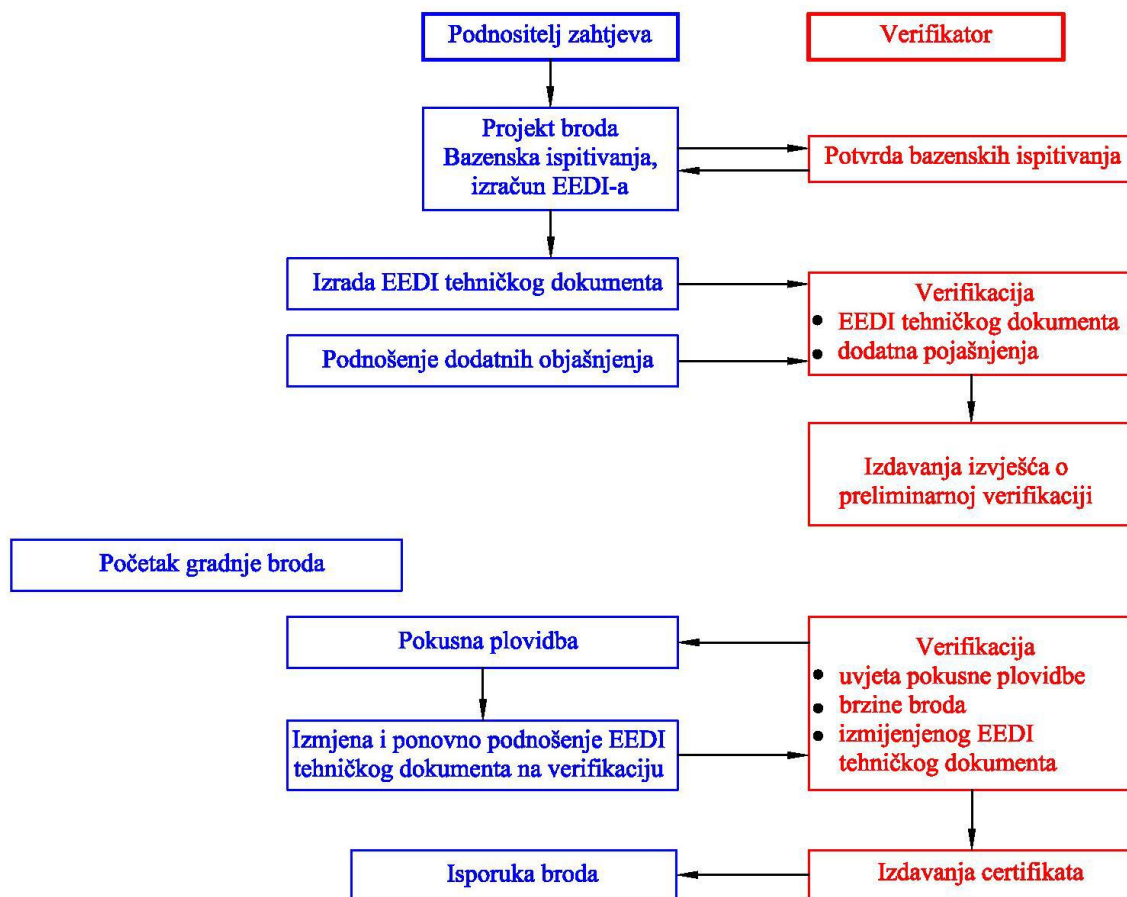 Podnositelj zahtjeva
Verifikator
Projekt broda
Bazenska ispitivanja,
izračun EEDI-a
Potvrda bazenskih ispitivanja
Izrada EEDI tehničkog dokumenta
Verifikacija
• EEDI tehničkog dokumenta
• dodatna pojašnjenja
Podnošenje dodatnih objašnjenja
Izdavanja izvješća o
preliminarnoj verifikaciji
Početak gradnje broda
Pokusna plovidba
Verifikacija
• uvjeta pokusne plovidbe
• brzine broda
• izmijenjenog EEDI
tehničkog dokumenta
Izmjena i ponovno podnošenje EEDI
tehničkog dokumenta na verifikaciju
Isporuka broda
Izdavanja certifikata